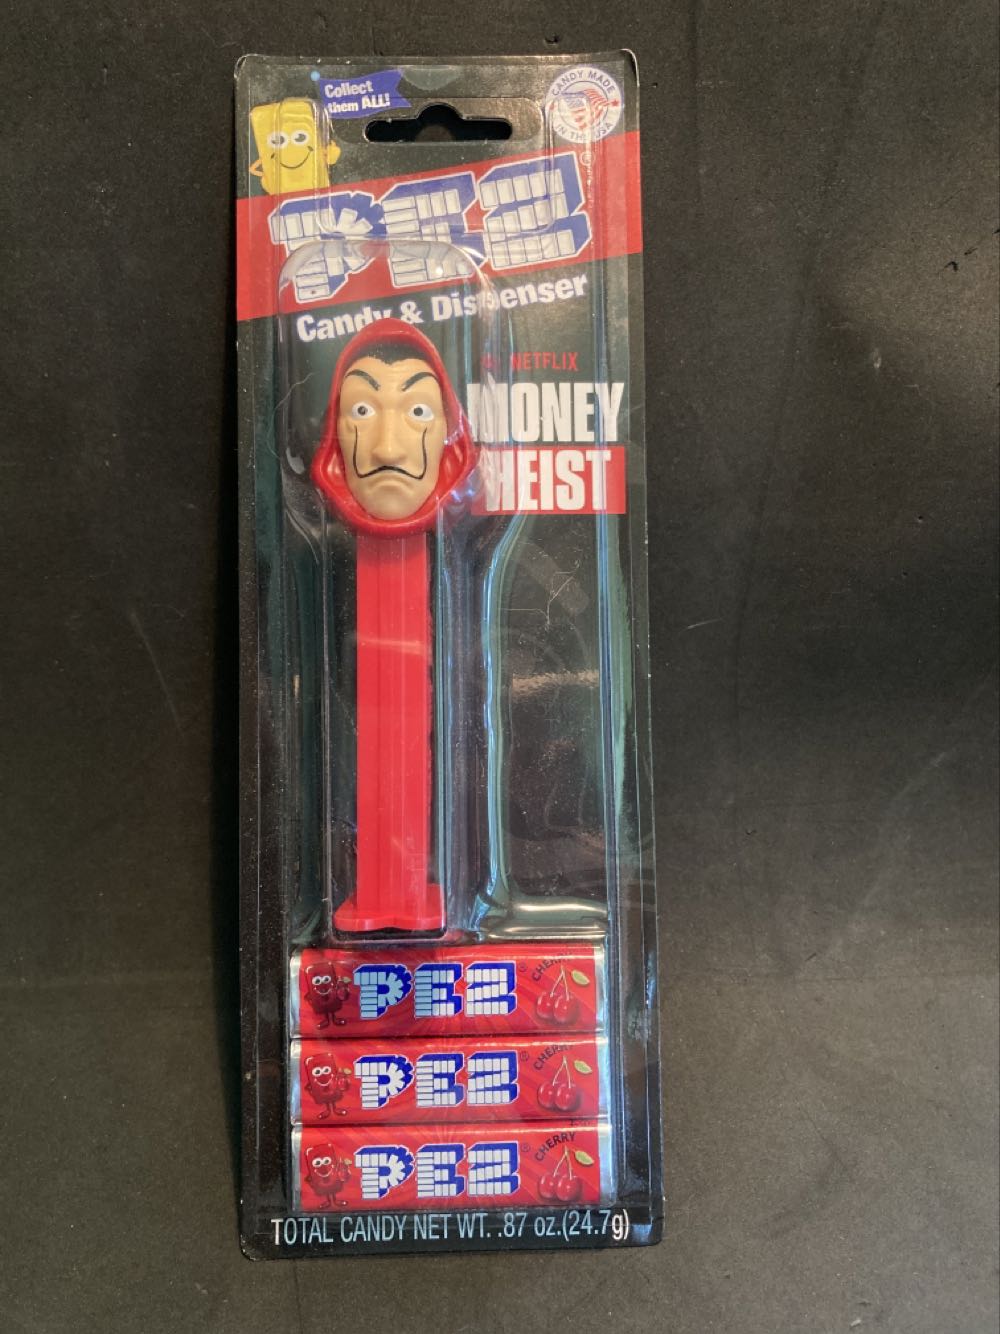 Collect
them ALL!
CANDY MADE
IN THE USA
PEZ®
Candy & Dispenser
NETFLIX
MONEY
HEIST
PEZ® CHERRY
PEZ® CHERRY
PEZ® CHERRY
TOTAL CANDY NET WT. .87 oz.(24.7g)